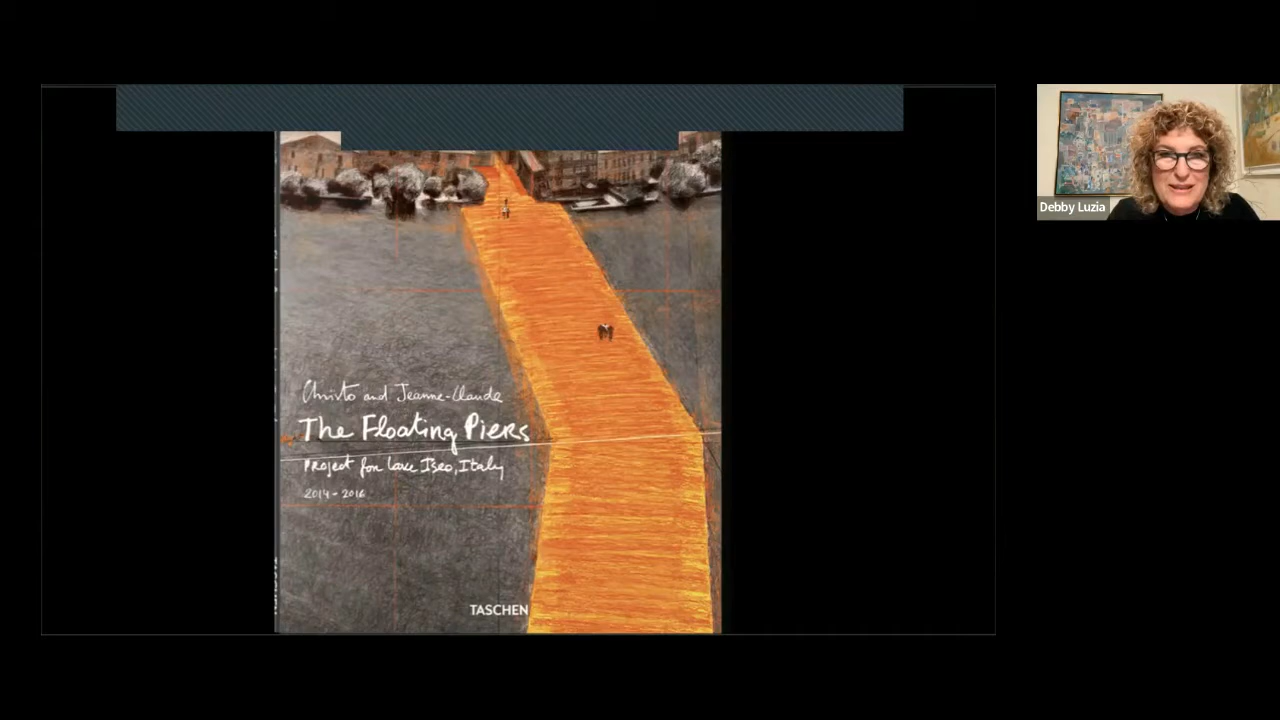 Christo and Jeanne-Claude
The Floating Piers
Project for Lake Iseo, Italy
2014 - 2016
TASCHEN
Debby Luzia